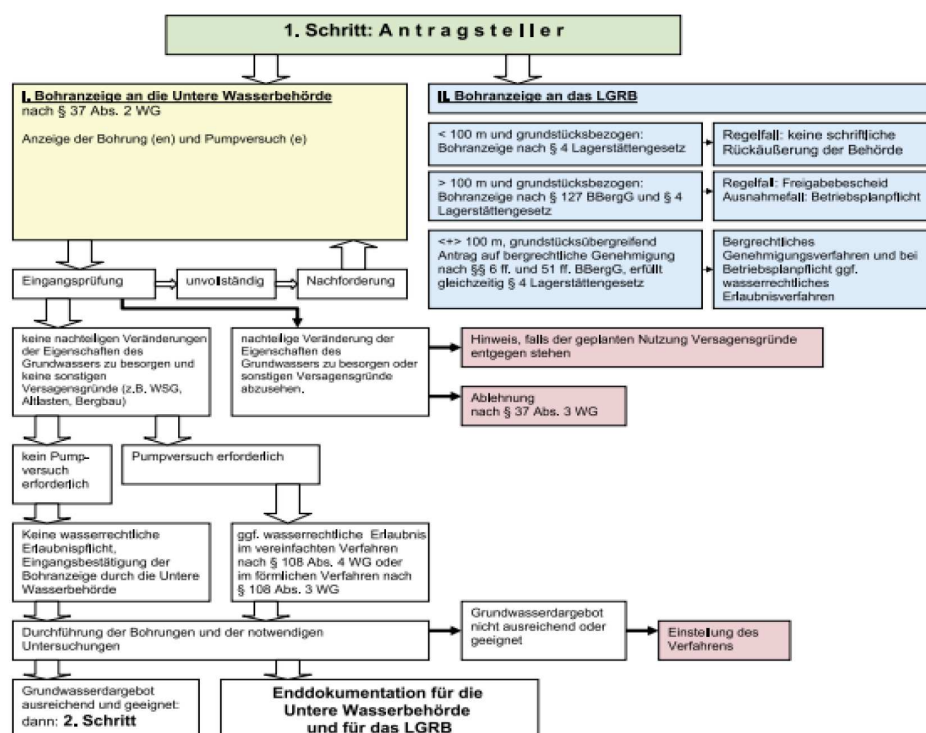 1. Schritt: A n t r a g s t e l l e r
I. Bohranzeige an die Untere Wasserbehörde
nach § 37 Abs. 2 WG
Anzeige der Bohrung (en) und Pumpversuch (e)
II. Bohranzeige an das LGRB
< 100 m und grundstücksbezogen:
Bohranzeige nach § 4 Lagerstättengesetz
Regelfall: keine schriftliche
Rückäußerung der Behörde
> 100 m und grundstücksbezogen:
Bohranzeige nach § 127 BBergG und § 4
Lagerstättengesetz
Regelfall: Freigabebescheid
Ausnahmefall: Betriebsplanpflicht
<+> 100 m, grundstücksübergreifend
Antrag auf bergrechtliche Genehmigung
nach §§ 6 ff. und 51 ff. BBergG, erfüllt
gleichzeitig § 4 Lagerstättengesetz
Bergrechtliches
Genehmigungsverfahren und bei
Betriebsplanpflicht ggf.
wasserrechtliches
Erlaubnisverfahren
Eingangsprüfung
unvollständig
Nachforderung
keine nachteiligen Veränderungen
der Eigenschaften des
Grundwassers zu besorgen und
keine sonstigen
Versagensgründe (z.B. WSG,
Altlasten, Bergbau)
nachteilige Veränderung der
Eigenschaften des
Grundwassers zu besorgen oder
sonstigen Versagensgründe
abzusehen.
Hinweis, falls der geplanten Nutzung Versagensgründe
entgegen stehen
Ablehnung
nach § 37 Abs. 3 WG
kein Pump-
versuch
erforderlich
Pumpversuch erforderlich
Keine wasserrechtliche
Erlaubnispflicht,
Eingangsbestätigung der
Bohranzeige durch die Untere
Wasserbehörde
ggf. wasserrechtliche Erlaubnis
im vereinfachten Verfahren
nach § 108 Abs. 4 WG oder
im förmlichen Verfahren nach
§ 108 Abs. 3 WG
Durchführung der Bohrungen und der notwendigen
Untersuchungen
Grundwasserdargebot
nicht ausreichend oder
geeignet
Einstellung des
Verfahrens
Grundwasserdargebot
ausreichend und geeignet:
dann: 2. Schritt
Enddokumentation für die
Untere Wasserbehörde
und für das LGRB